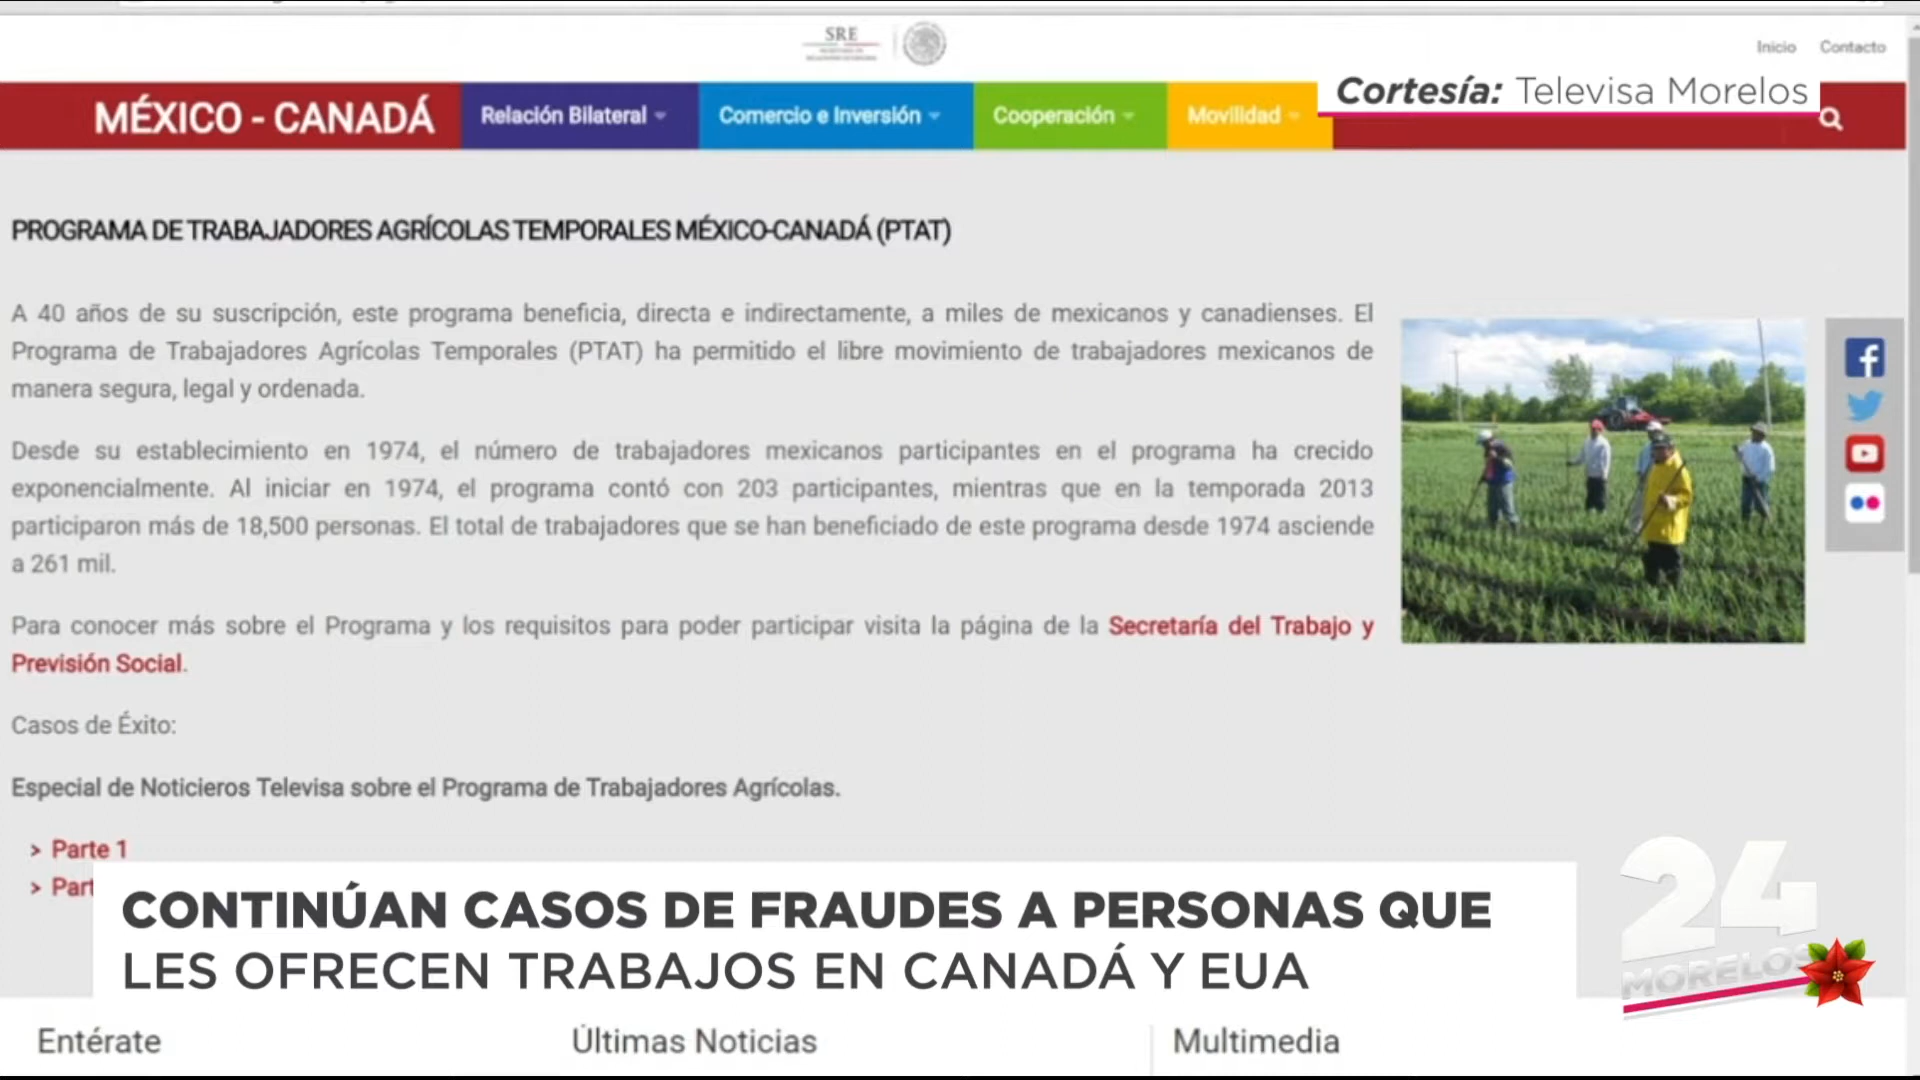 SRE
Inicio Contacto
Cortesía: Televisa Morelos
MÉXICO - CANADÁ Relación Bilateral Comercio e Inversión Cooperación Movilidad
PROGRAMA DE TRABAJADORES AGRÍCOLAS TEMPORALES MÉXICO-CANADÁ (PTAT)
A 40 años de su suscripción, este programa beneficia, directa e indirectamente, a miles de mexicanos y canadienses. El
Programa de Trabajadores Agrícolas Temporales (PTAT) ha permitido el libre movimiento de trabajadores mexicanos de
manera segura, legal y ordenada.
Desde su establecimiento en 1974, el número de trabajadores mexicanos participantes en el programa ha crecido
exponencialmente. Al iniciar en 1974, el programa contó con 203 participantes, mientras que en la temporada 2013
participaron más de 18,500 personas. El total de trabajadores que se han beneficiado de este programa desde 1974 asciende
a 261 mil.
Para conocer más sobre el Programa y los requisitos para poder participar visita la página de la Secretaría del Trabajo y
Previsión Social.
Casos de Éxito:
Especial de Noticieros Televisa sobre el Programa de Trabajadores Agrícolas.
> Parte 1
> Part
CONTINÚAN CASOS DE FRAUDES A PERSONAS QUE
LES OFRECEN TRABAJOS EN CANADÁ Y EUA
24
MORELOS
Entérate Últimas Noticias Multimedia